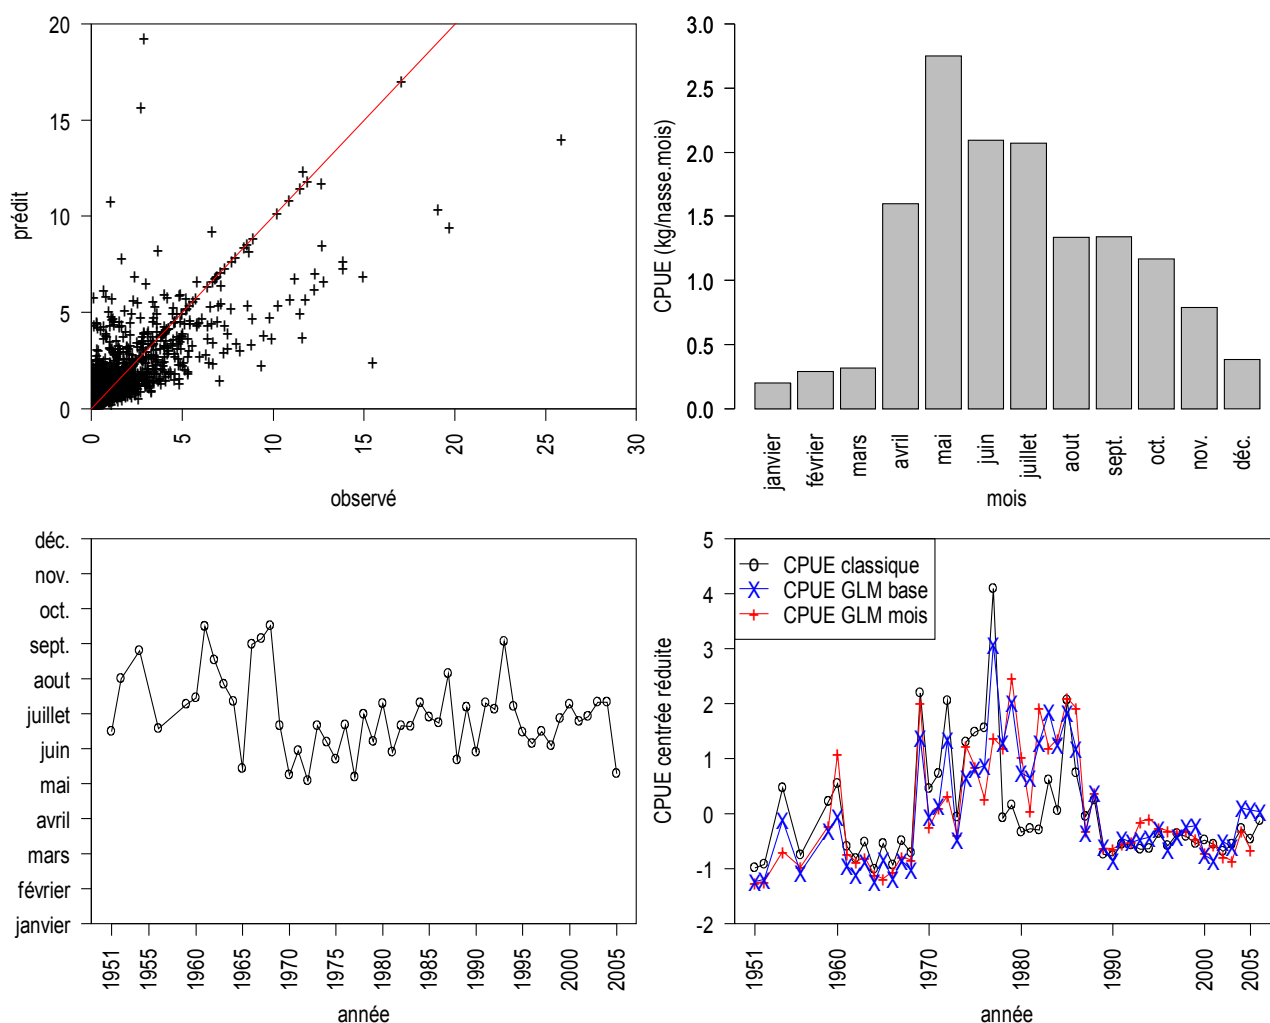 20
15
10
5
0
prédit
0 5 10 15 20 25 30
observé
3.0
2.5
2.0
1.5
1.0
0.5
0.0
CPUE (kg/nasse.mois)
janvier février mars avril mai juin juillet aout sept. oct. nov. déc.
mois
déc.
nov.
oct.
sept.
aout
juillet
juin
mai
avril
mars
février
janvier
1951 1955 1960 1965 1970 1975 1980 1985 1990 1995 2000 2005
année
5
4
3
2
1
0
-1
-2
CPUE centrée réduite
CPUE classique
CPUE GLM base
CPUE GLM mois
1951 1960 1970 1980 1990 2000 2005
année